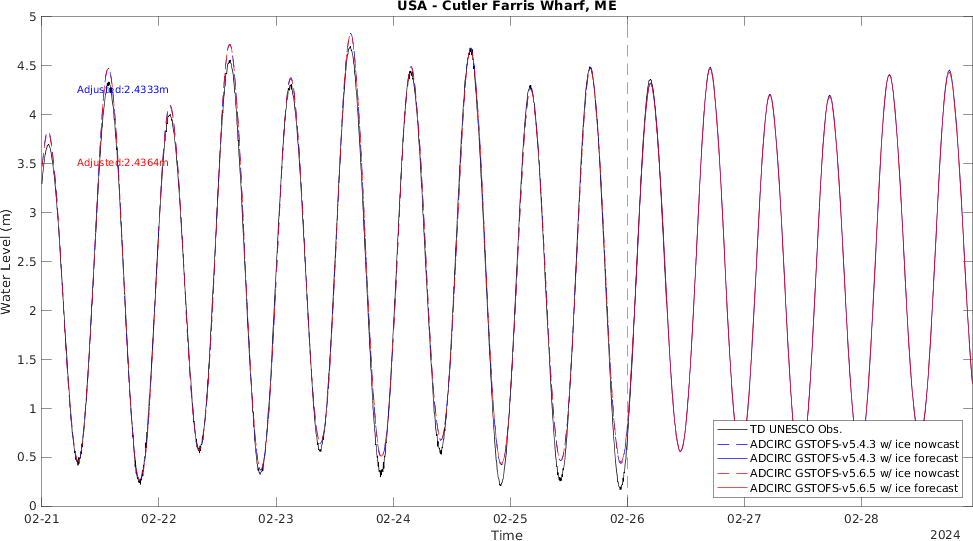 USA - Cutler Farris Wharf, ME
5
4.5
4
3.5
3
2.5
2
1.5
1
0.5
0
Water Level (m)
Adjusted:2.4333m
Adjusted:2.4364m
TD UNESCO Obs.
ADCIRC GSTOFS-v5.4.3 w/ ice nowcast
ADCIRC GSTOFS-v5.4.3 w/ ice forecast
ADCIRC GSTOFS-v5.6.5 w/ ice nowcast
ADCIRC GSTOFS-v5.6.5 w/ ice forecast
02-21 02-22 02-23 02-24 02-25 02-26 02-27 02-28
Time
2024